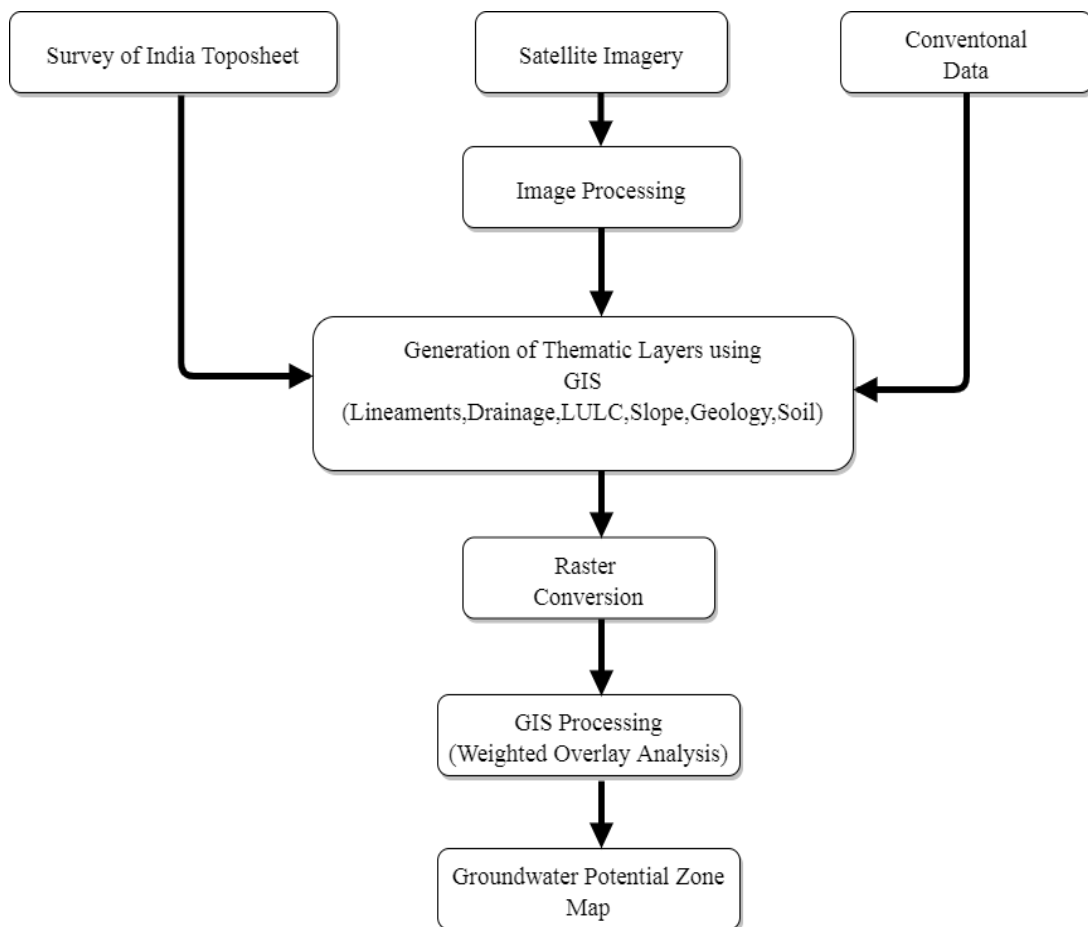 Survey of India Toposheet
Satellite Imagery
Conventonal
Data
Image Processing
Generation of Thematic Layers using
GIS
(Lineaments,Drainage,LULC,Slope,Geology,Soil)
Raster
Conversion
GIS Processing
(Weighted Overlay Analysis)
Groundwater Potential Zone
Map